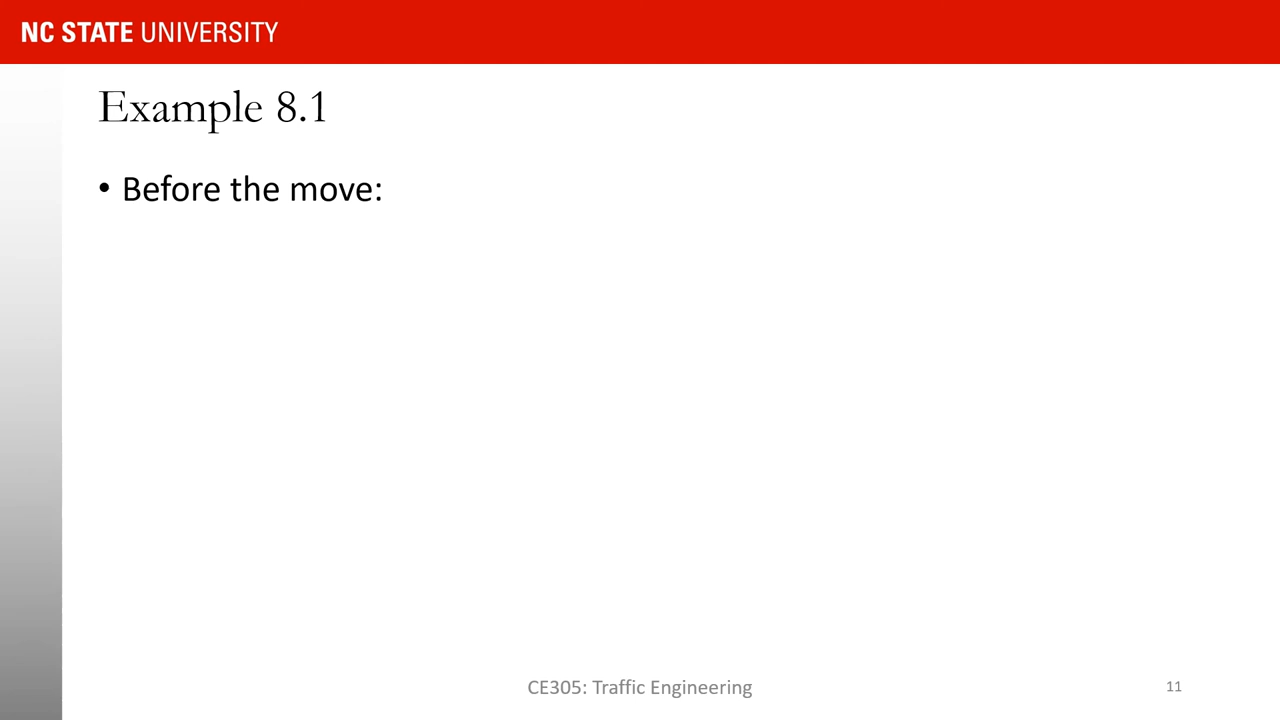 NC STATE UNIVERSITY
Example 8.1
• Before the move:
CE305: Traffic Engineering
11